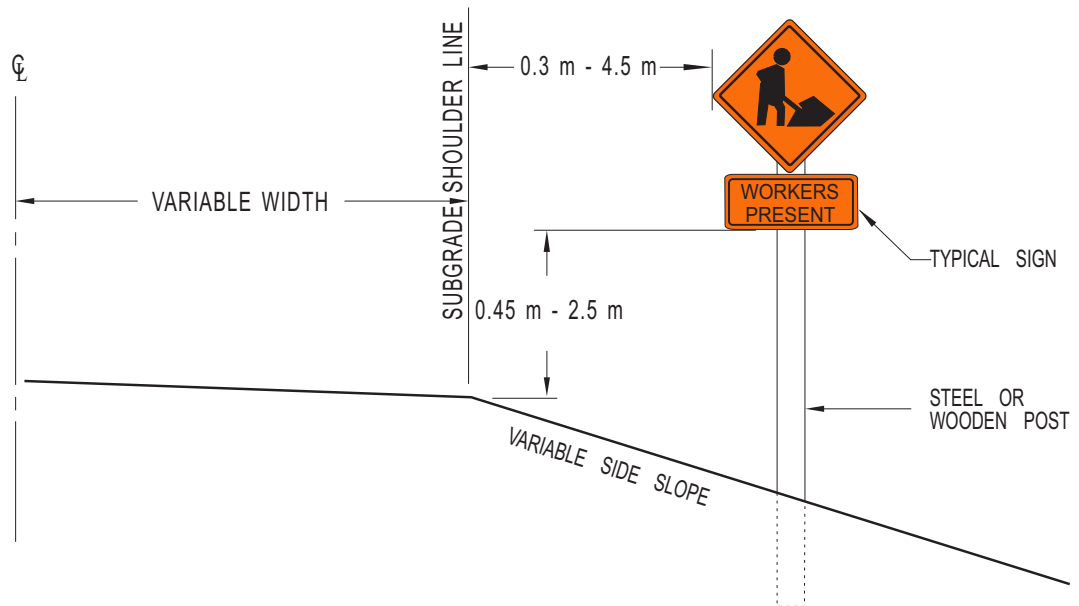 ℄
VARIABLE WIDTH
SUBGRADE SHOULDER LINE
0.3 m - 4.5 m
WORKERS
PRESENT
TYPICAL SIGN
0.45 m - 2.5 m
STEEL OR
WOODEN POST
VARIABLE SIDE SLOPE